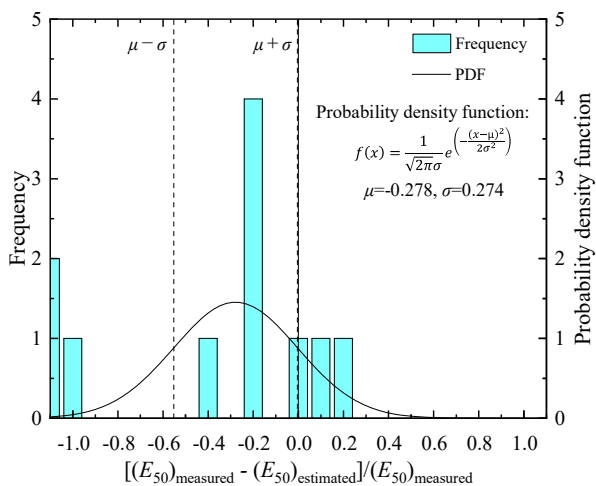 5
5
μ− σ
μ+ σ
Frequency
PDF
4
4
Probability density function:
f(x) = 1/(√2πσ) e^(−(x−μ)²/2σ²)
μ=-0.278, σ=0.274
3
3
Frequency
Probability density function
2
2
1
1
0
0
-1.0 -0.8 -0.6 -0.4 -0.2 0.0 0.2 0.4 0.6 0.8 1.0
[(E50)measured - (E50)estimated]/(E50)measured